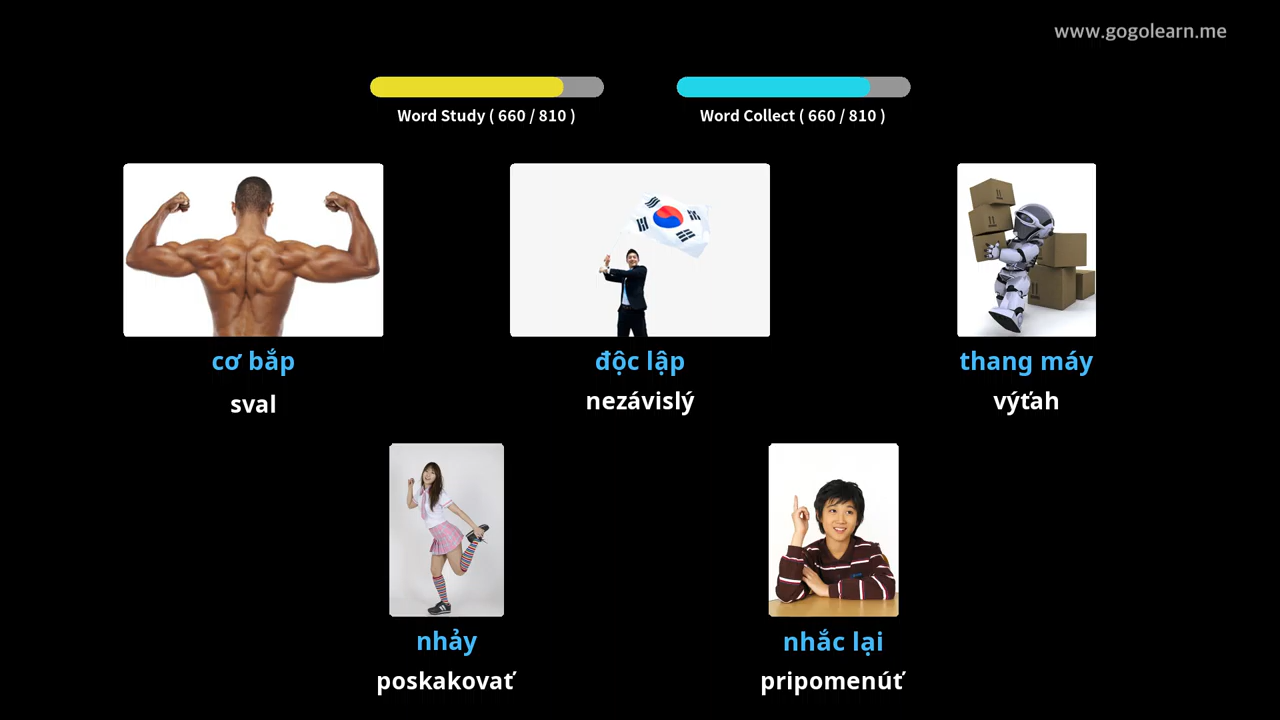 www.gogolearn.me
Word Study ( 660 / 810 )
Word Collect ( 660 / 810 )
cơ bắp
độc lập
thang máy
sval
nezávislý
výťah
nhảy
nhắc lại
poskakovať
pripomenúť